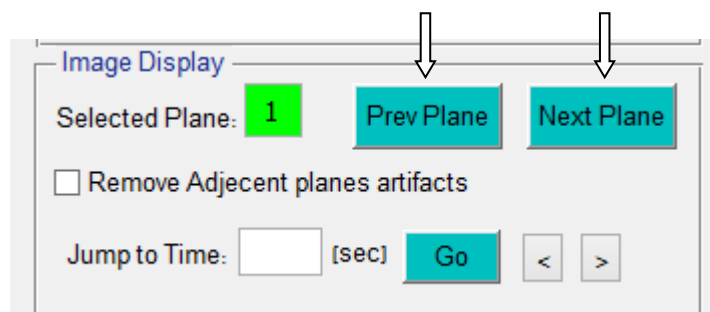 Image Display
Selected Plane: 1 Prev Plane Next Plane
Remove Adjecent planes artifacts
Jump to Time: [sec] Go < >